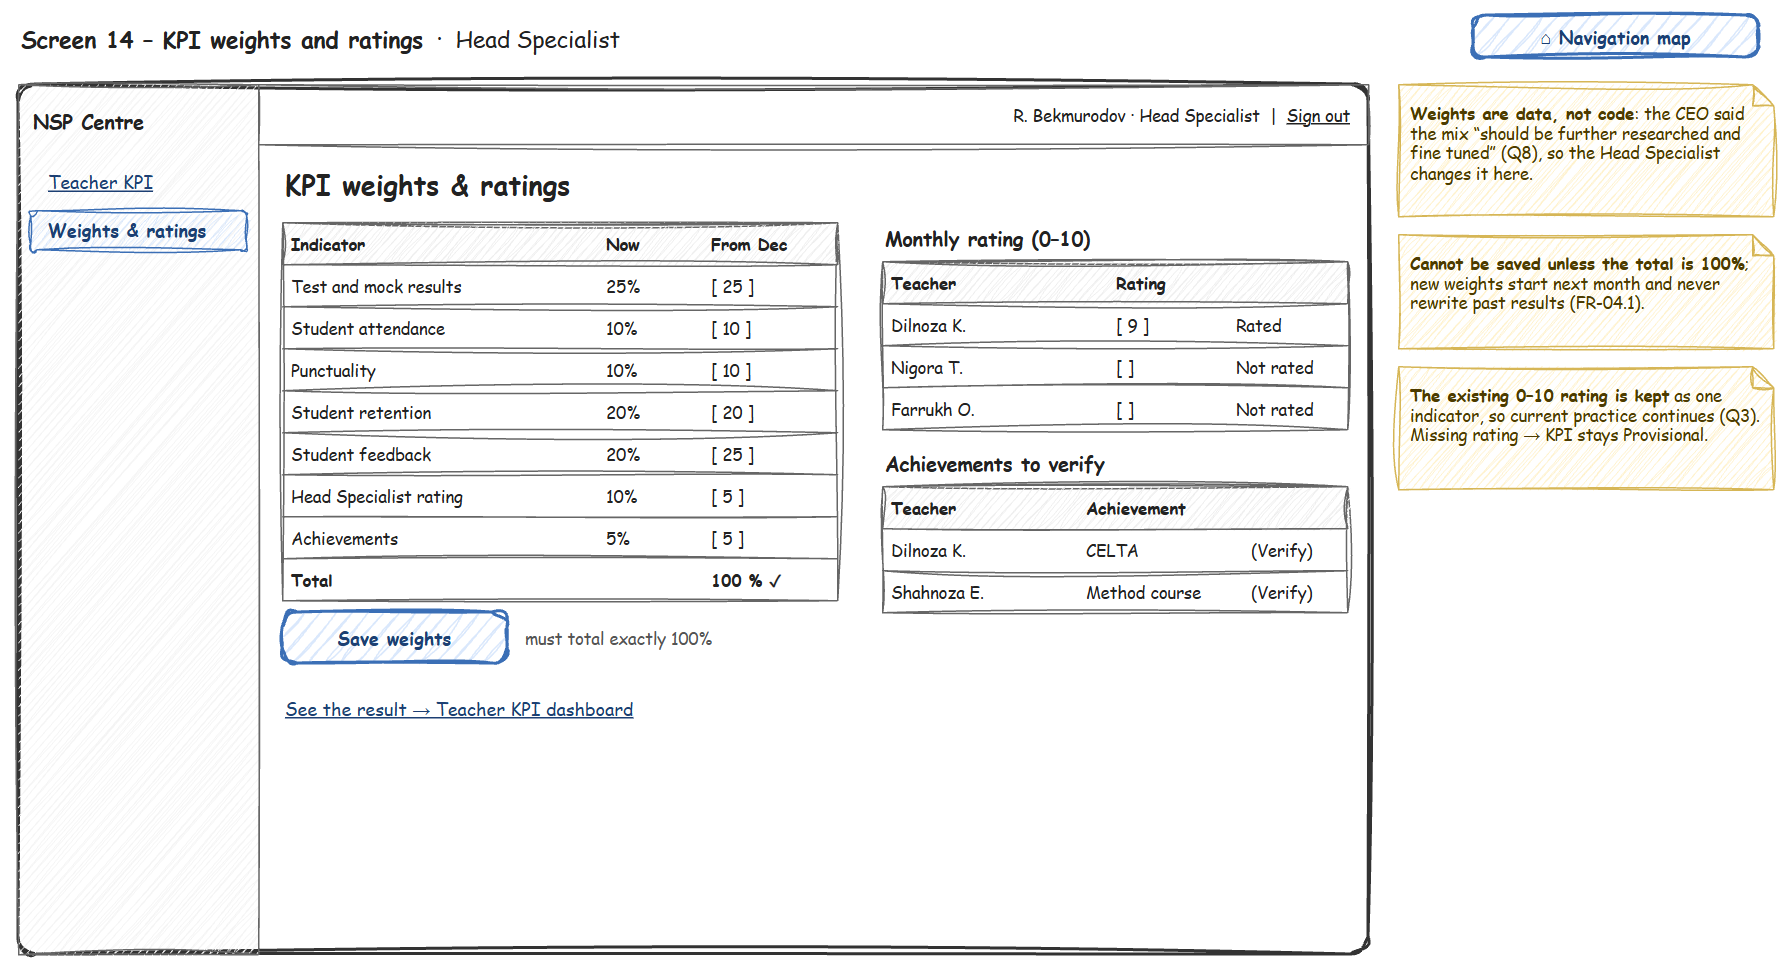 Screen 14 – KPI weights and ratings · Head Specialist
⌂ Navigation map
NSP Centre
Teacher KPI
Weights & ratings
R. Bekmurodov · Head Specialist | Sign out
KPI weights & ratings
Indicator Now From Dec
Test and mock results 25% [ 25 ]
Student attendance 10% [ 10 ]
Punctuality 10% [ 10 ]
Student retention 20% [ 20 ]
Student feedback 20% [ 25 ]
Head Specialist rating 10% [ 5 ]
Achievements 5% [ 5 ]
Total 100 % ✓
Save weights must total exactly 100%
See the result → Teacher KPI dashboard
Monthly rating (0–10)
Teacher Rating
Dilnoza K. [ 9 ] Rated
Nigora T. [ ] Not rated
Farrukh O. [ ] Not rated
Achievements to verify
Teacher Achievement
Dilnoza K. CELTA (Verify)
Shahnoza E. Method course (Verify)
Weights are data, not code: the CEO said
the mix “should be further researched and
fine tuned” (Q8), so the Head Specialist
changes it here.
Cannot be saved unless the total is 100%;
new weights start next month and never
rewrite past results (FR-04.1).
The existing 0–10 rating is kept as one
indicator, so current practice continues (Q3).
Missing rating → KPI stays Provisional.